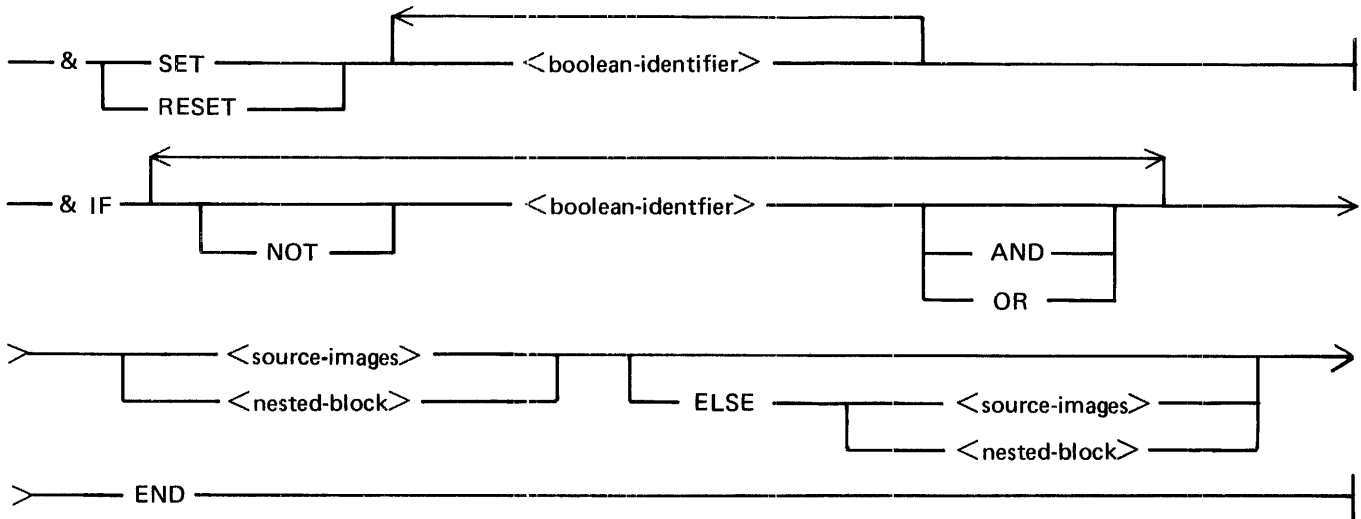 & SET <boolean-identifier>
RESET
& IF <boolean-identfier>
NOT AND
OR
<source-images>
<nested-block> ELSE <source-images>
<nested-block>
END